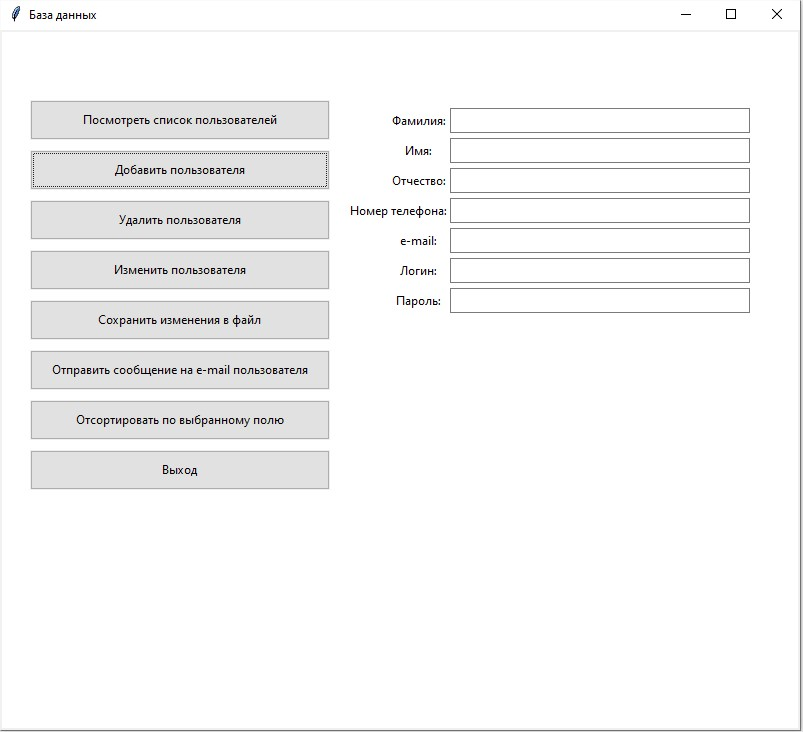 База данных
Посмотреть список пользователей
Добавить пользователя
Удалить пользователя
Изменить пользователя
Сохранить изменения в файл
Отправить сообщение на e-mail пользователя
Отсортировать по выбранному полю
Выход
Фамилия:
Имя:
Отчество:
Номер телефона:
e-mail:
Логин:
Пароль: